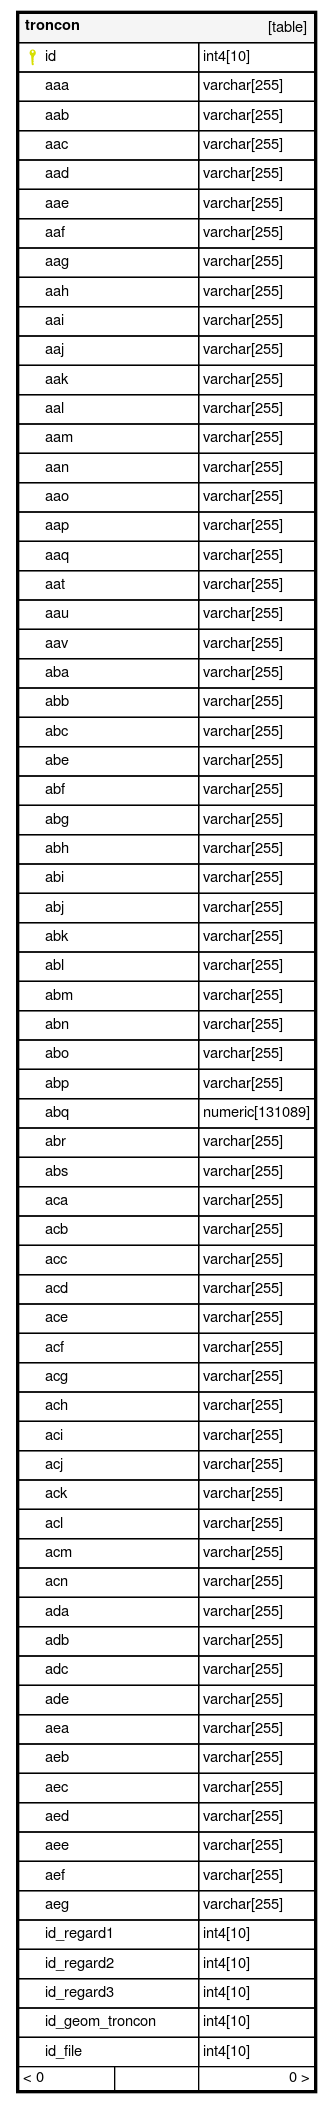 troncon [table]
id int4[10]
aaa varchar[255]
aab varchar[255]
aac varchar[255]
aad varchar[255]
aae varchar[255]
aaf varchar[255]
aag varchar[255]
aah varchar[255]
aai varchar[255]
aaj varchar[255]
aak varchar[255]
aal varchar[255]
aam varchar[255]
aan varchar[255]
aao varchar[255]
aap varchar[255]
aaq varchar[255]
aat varchar[255]
aau varchar[255]
aav varchar[255]
aba varchar[255]
abb varchar[255]
abc varchar[255]
abe varchar[255]
abf varchar[255]
abg varchar[255]
abh varchar[255]
abi varchar[255]
abj varchar[255]
abk varchar[255]
abl varchar[255]
abm varchar[255]
abn varchar[255]
abo varchar[255]
abp varchar[255]
abq numeric[131089]
abr varchar[255]
abs varchar[255]
aca varchar[255]
acb varchar[255]
acc varchar[255]
acd varchar[255]
ace varchar[255]
acf varchar[255]
acg varchar[255]
ach varchar[255]
aci varchar[255]
acj varchar[255]
ack varchar[255]
acl varchar[255]
acm varchar[255]
acn varchar[255]
ada varchar[255]
adb varchar[255]
adc varchar[255]
ade varchar[255]
aea varchar[255]
aeb varchar[255]
aec varchar[255]
aed varchar[255]
aee varchar[255]
aef varchar[255]
aeg varchar[255]
id_regard1 int4[10]
id_regard2 int4[10]
id_regard3 int4[10]
id_geom_troncon int4[10]
id_file int4[10]
< 0 0 >